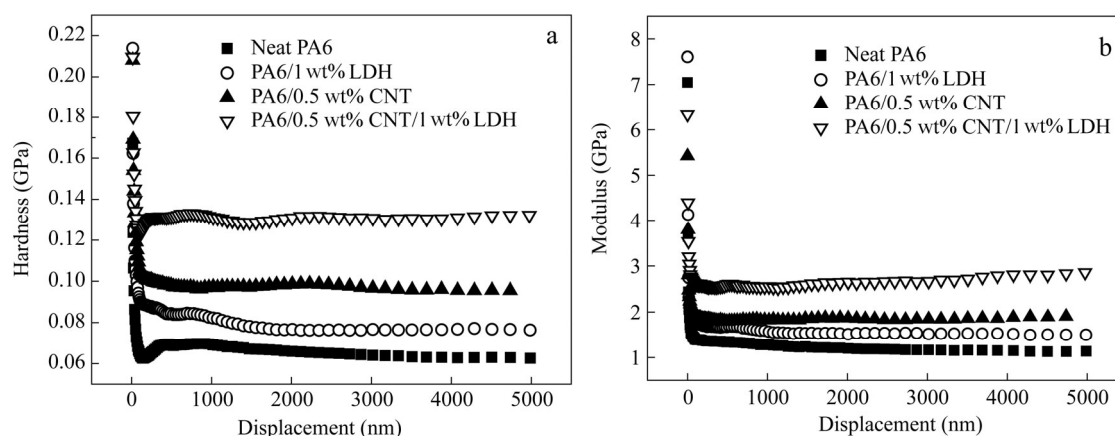 a
Neat PA6
PA6/1 wt% LDH
PA6/0.5 wt% CNT
PA6/0.5 wt% CNT/1 wt% LDH
Hardness (GPa)
0.22
0.20
0.18
0.16
0.14
0.12
0.10
0.08
0.06
0
1000
2000
3000
4000
5000
Displacement (nm)
b
Neat PA6
PA6/1 wt% LDH
PA6/0.5 wt% CNT
PA6/0.5 wt% CNT/1 wt% LDH
Modulus (GPa)
8
7
6
5
4
3
2
1
0
1000
2000
3000
4000
5000
Displacement (nm)